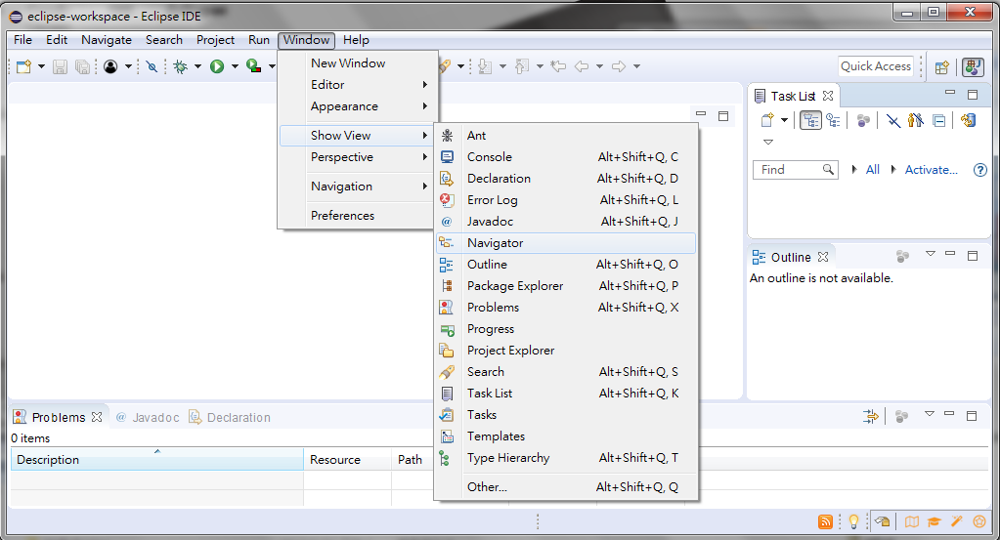 eclipse-workspace - Eclipse IDE
File Edit Navigate Search Project Run Window Help
Quick Access
New Window
Editor
Appearance
Show View
Perspective
Navigation
Preferences
Ant
Console Alt+Shift+Q, C
Declaration Alt+Shift+Q, D
Error Log Alt+Shift+Q, L
Javadoc Alt+Shift+Q, J
Navigator
Outline Alt+Shift+Q, O
Package Explorer Alt+Shift+Q, P
Problems Alt+Shift+Q, X
Progress
Project Explorer
Search Alt+Shift+Q, S
Task List Alt+Shift+Q, K
Tasks
Templates
Type Hierarchy Alt+Shift+Q, T
Other... Alt+Shift+Q, Q
Task List
Find All Activate...
Outline
An outline is not available.
Problems @ Javadoc Declaration
0 items
Description Resource Path